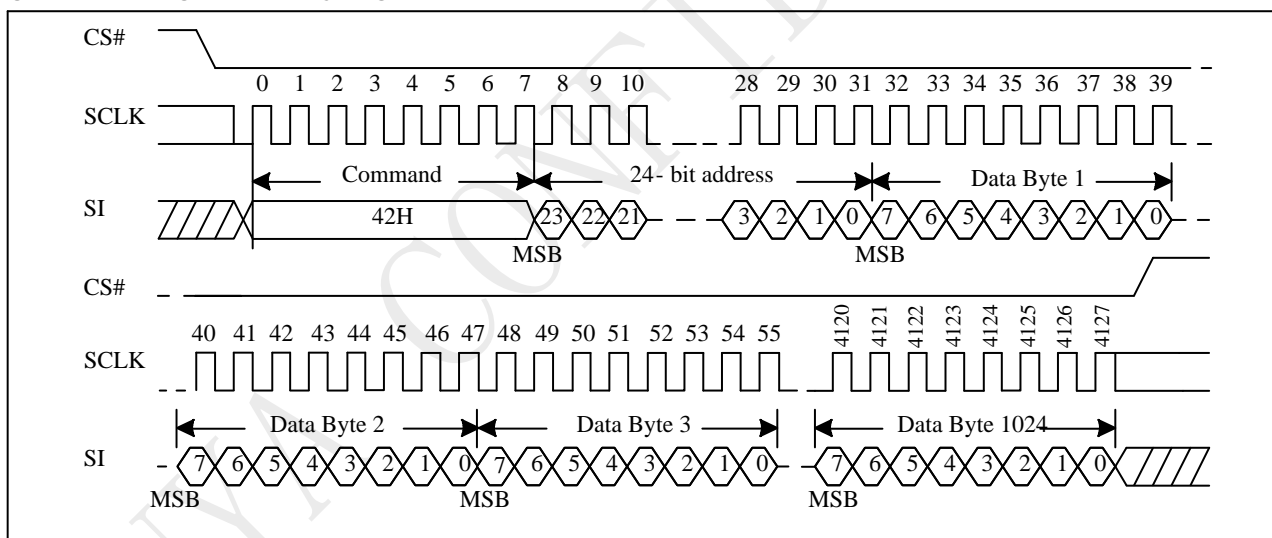 CS#
0 1 2 3 4 5 6 7 8 9 10 28 29 30 31 32 33 34 35 36 37 38 39
SCLK
Command 24- bit address Data Byte 1
SI 42H 23 22 21 3 2 1 0 7 6 5 4 3 2 1 0
MSB MSB
CS#
40 41 42 43 44 45 46 47 48 49 50 51 52 53 54 55 4120 4121 4122 4123 4124 4125 4126 4127
SCLK
Data Byte 2 Data Byte 3 Data Byte 1024
SI 7 6 5 4 3 2 1 0 7 6 5 4 3 2 1 0 7 6 5 4 3 2 1 0
MSB MSB MSB